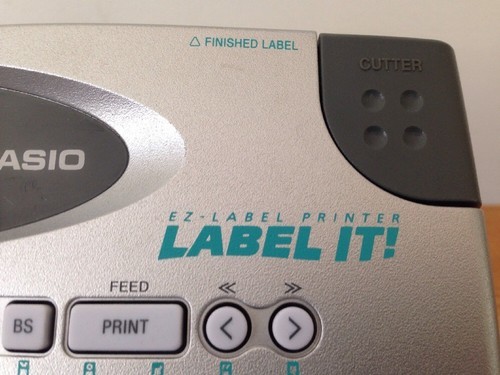 △ FINISHED LABEL
CUTTER
ASIO
EZ-LABEL PRINTER
LABEL IT!
FEED
≪ ≫
BS PRINT < >